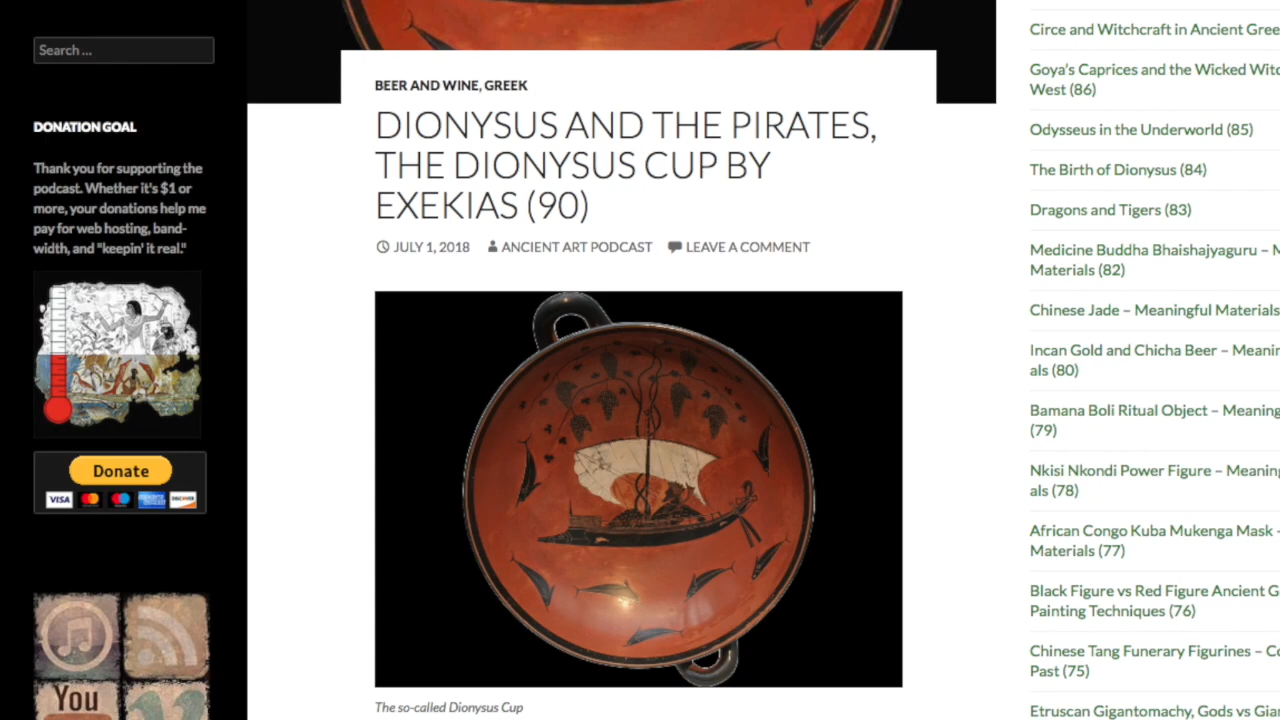 Search ...
DONATION GOAL
Thank you for supporting the
podcast. Whether it's $1 or
more, your donations help me
pay for web hosting, band-
width, and "keepin' it real."
Donate
VISA
DISCOVER
You
BEER AND WINE, GREEK
DIONYSUS AND THE PIRATES,
THE DIONYSUS CUP BY
EXEKIAS (90)
JULY 1, 2018 ANCIENT ART PODCAST LEAVE A COMMENT
The so-called Dionysus Cup
Circe and Witchcraft in Ancient Gree
Goya's Caprices and the Wicked Witc
West (86)
Odysseus in the Underworld (85)
The Birth of Dionysus (84)
Dragons and Tigers (83)
Medicine Buddha Bhaishajyaguru – M
Materials (82)
Chinese Jade – Meaningful Materials
Incan Gold and Chicha Beer – Meanin
als (80)
Bamana Boli Ritual Object – Meaning
(79)
Nkisi Nkondi Power Figure – Meaning
als (78)
African Congo Kuba Mukenga Mask –
Materials (77)
Black Figure vs Red Figure Ancient G
Painting Techniques (76)
Chinese Tang Funerary Figurines – Co
Past (75)
Etruscan Gigantomachy, Gods vs Gian